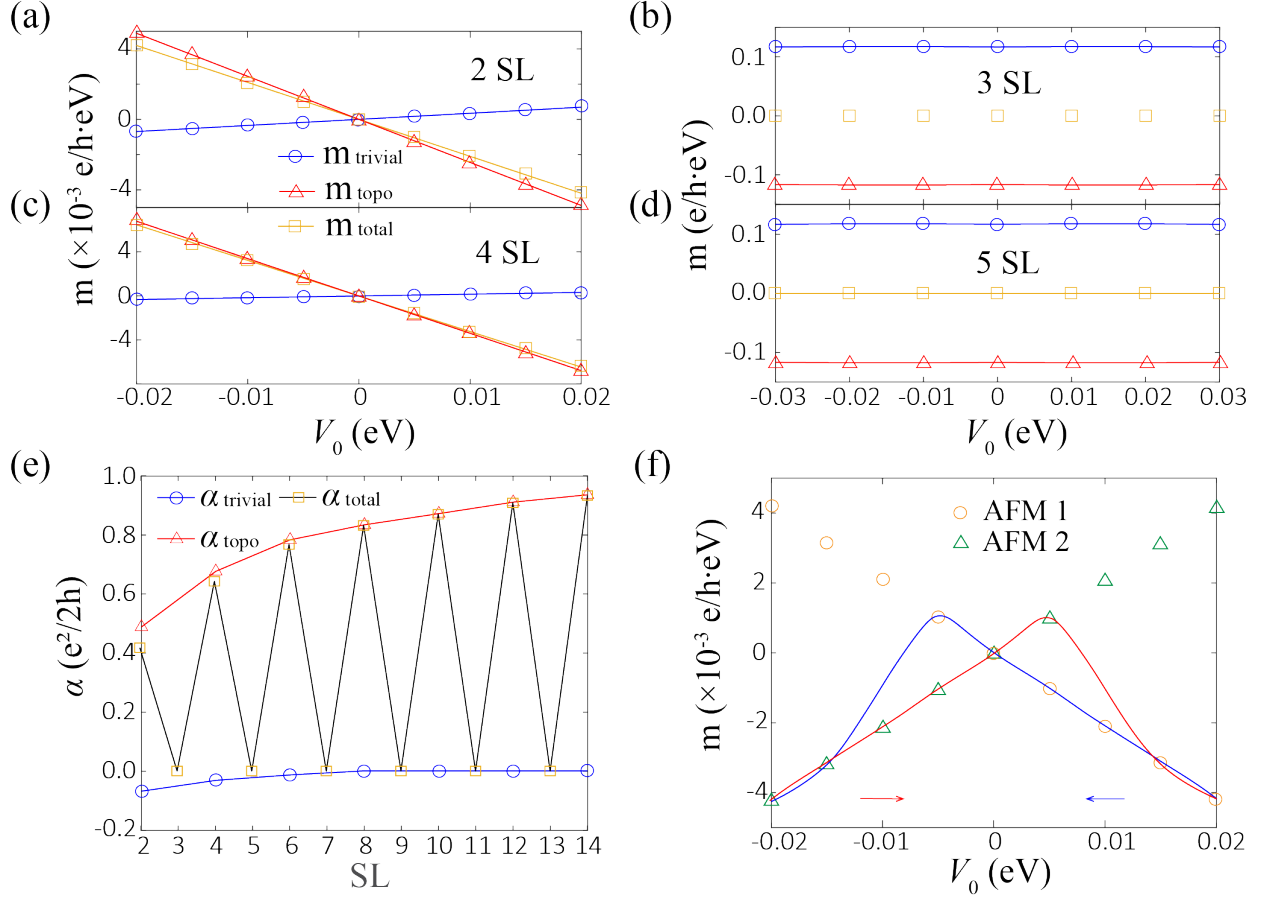 (a)
4
0
-4
2 SL
m trivial
m topo
m total
(c)
4
0
-4
4 SL
m (×10⁻³ e/h·eV)
-0.02
-0.01
0
0.01
0.02
V₀ (eV)
(b)
0.1
0.0
-0.1
3 SL
(d)
0.1
0.0
-0.1
5 SL
m (e/h·eV)
-0.03
-0.02
-0.01
0
0.01
0.02
0.03
V₀ (eV)
(e)
1.0
0.8
0.6
0.4
0.2
0.0
-0.2
α (e²/2h)
α trivial
α total
α topo
2 3 4 5 6 7 8 9 10 11 12 13 14
SL
(f)
4
2
0
-2
-4
m (×10⁻³ e/h·eV)
AFM 1
AFM 2
-0.02
-0.01
0
0.01
0.02
V₀ (eV)